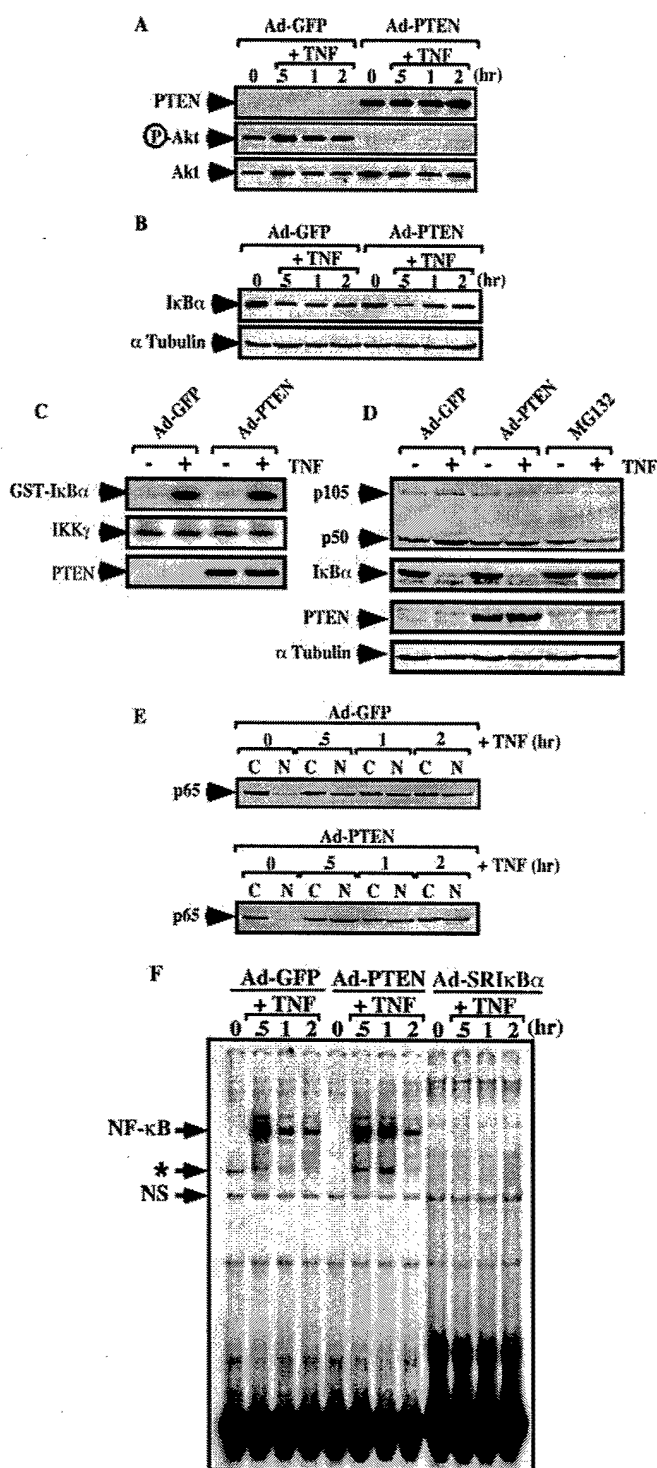 A
Ad-GFP Ad-PTEN
+ TNF + TNF
0 .5 1 2 0 .5 1 2 (hr)
PTEN
P-Akt
Akt
B
Ad-GFP Ad-PTEN
+ TNF + TNF
0 .5 1 2 0 .5 1 2 (hr)
IκBα
α Tubulin
C
Ad-GFP Ad-PTEN
- + - + TNF
GST-IκBα
IKKγ
PTEN
D
Ad-GFP Ad-PTEN MG132
- + - + - + TNF
p105
p50
IκBα
PTEN
α Tubulin
E
Ad-GFP
0 .5 1 2 + TNF (hr)
C N C N C N C N
p65
Ad-PTEN
0 .5 1 2 + TNF (hr)
C N C N C N C N
p65
F
Ad-GFP Ad-PTEN Ad-SRIκBα
+ TNF + TNF + TNF
0 .5 1 2 0 .5 1 2 0 .5 1 2 (hr)
NF-κB
*
NS